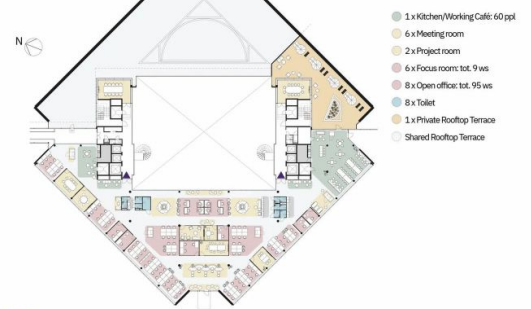 N
1 x Kitchen/Working Café: 60 ppl
6 x Meeting room
2 x Project room
6 x Focus room: tot. 9 ws
8 x Open office: tot. 95 ws
8 x Toilet
1 x Private Rooftop Terrace
Shared Rooftop Terrace